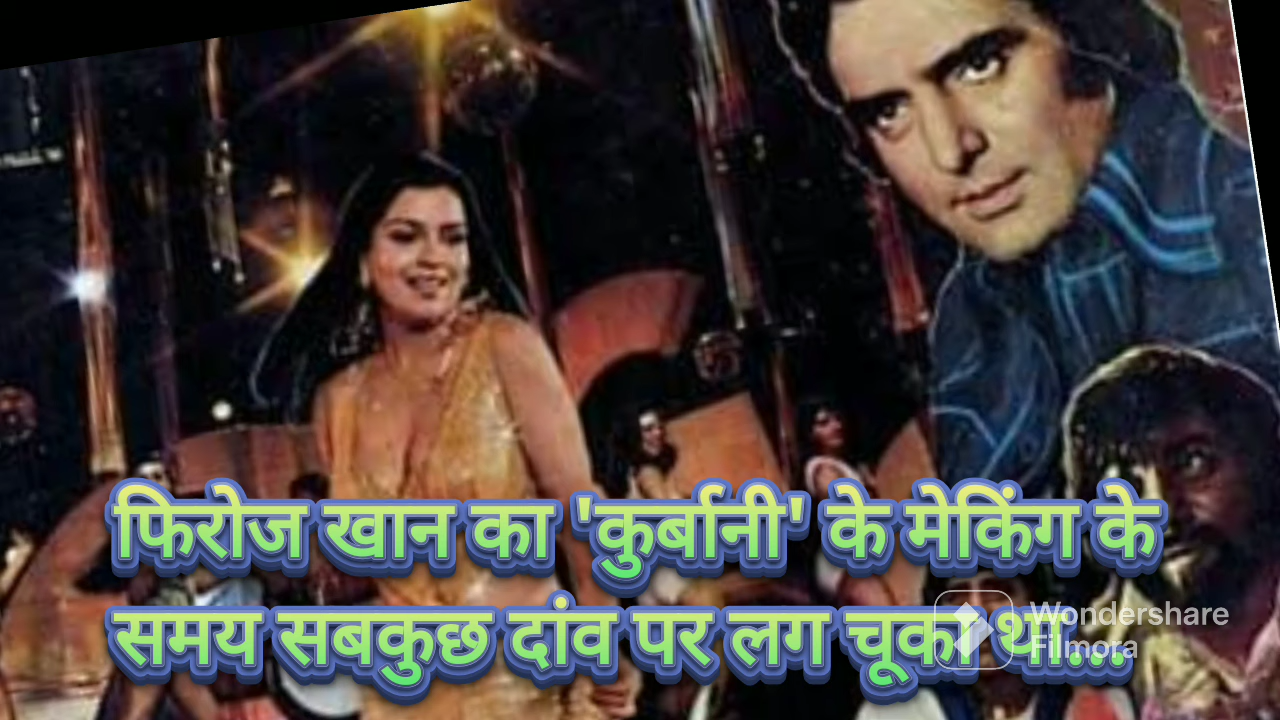 फिरोज खान का 'कुर्बानी' के मेकिंग के
समय सबकुछ दांव पर लग चूका था...
Wondershare
Filmora